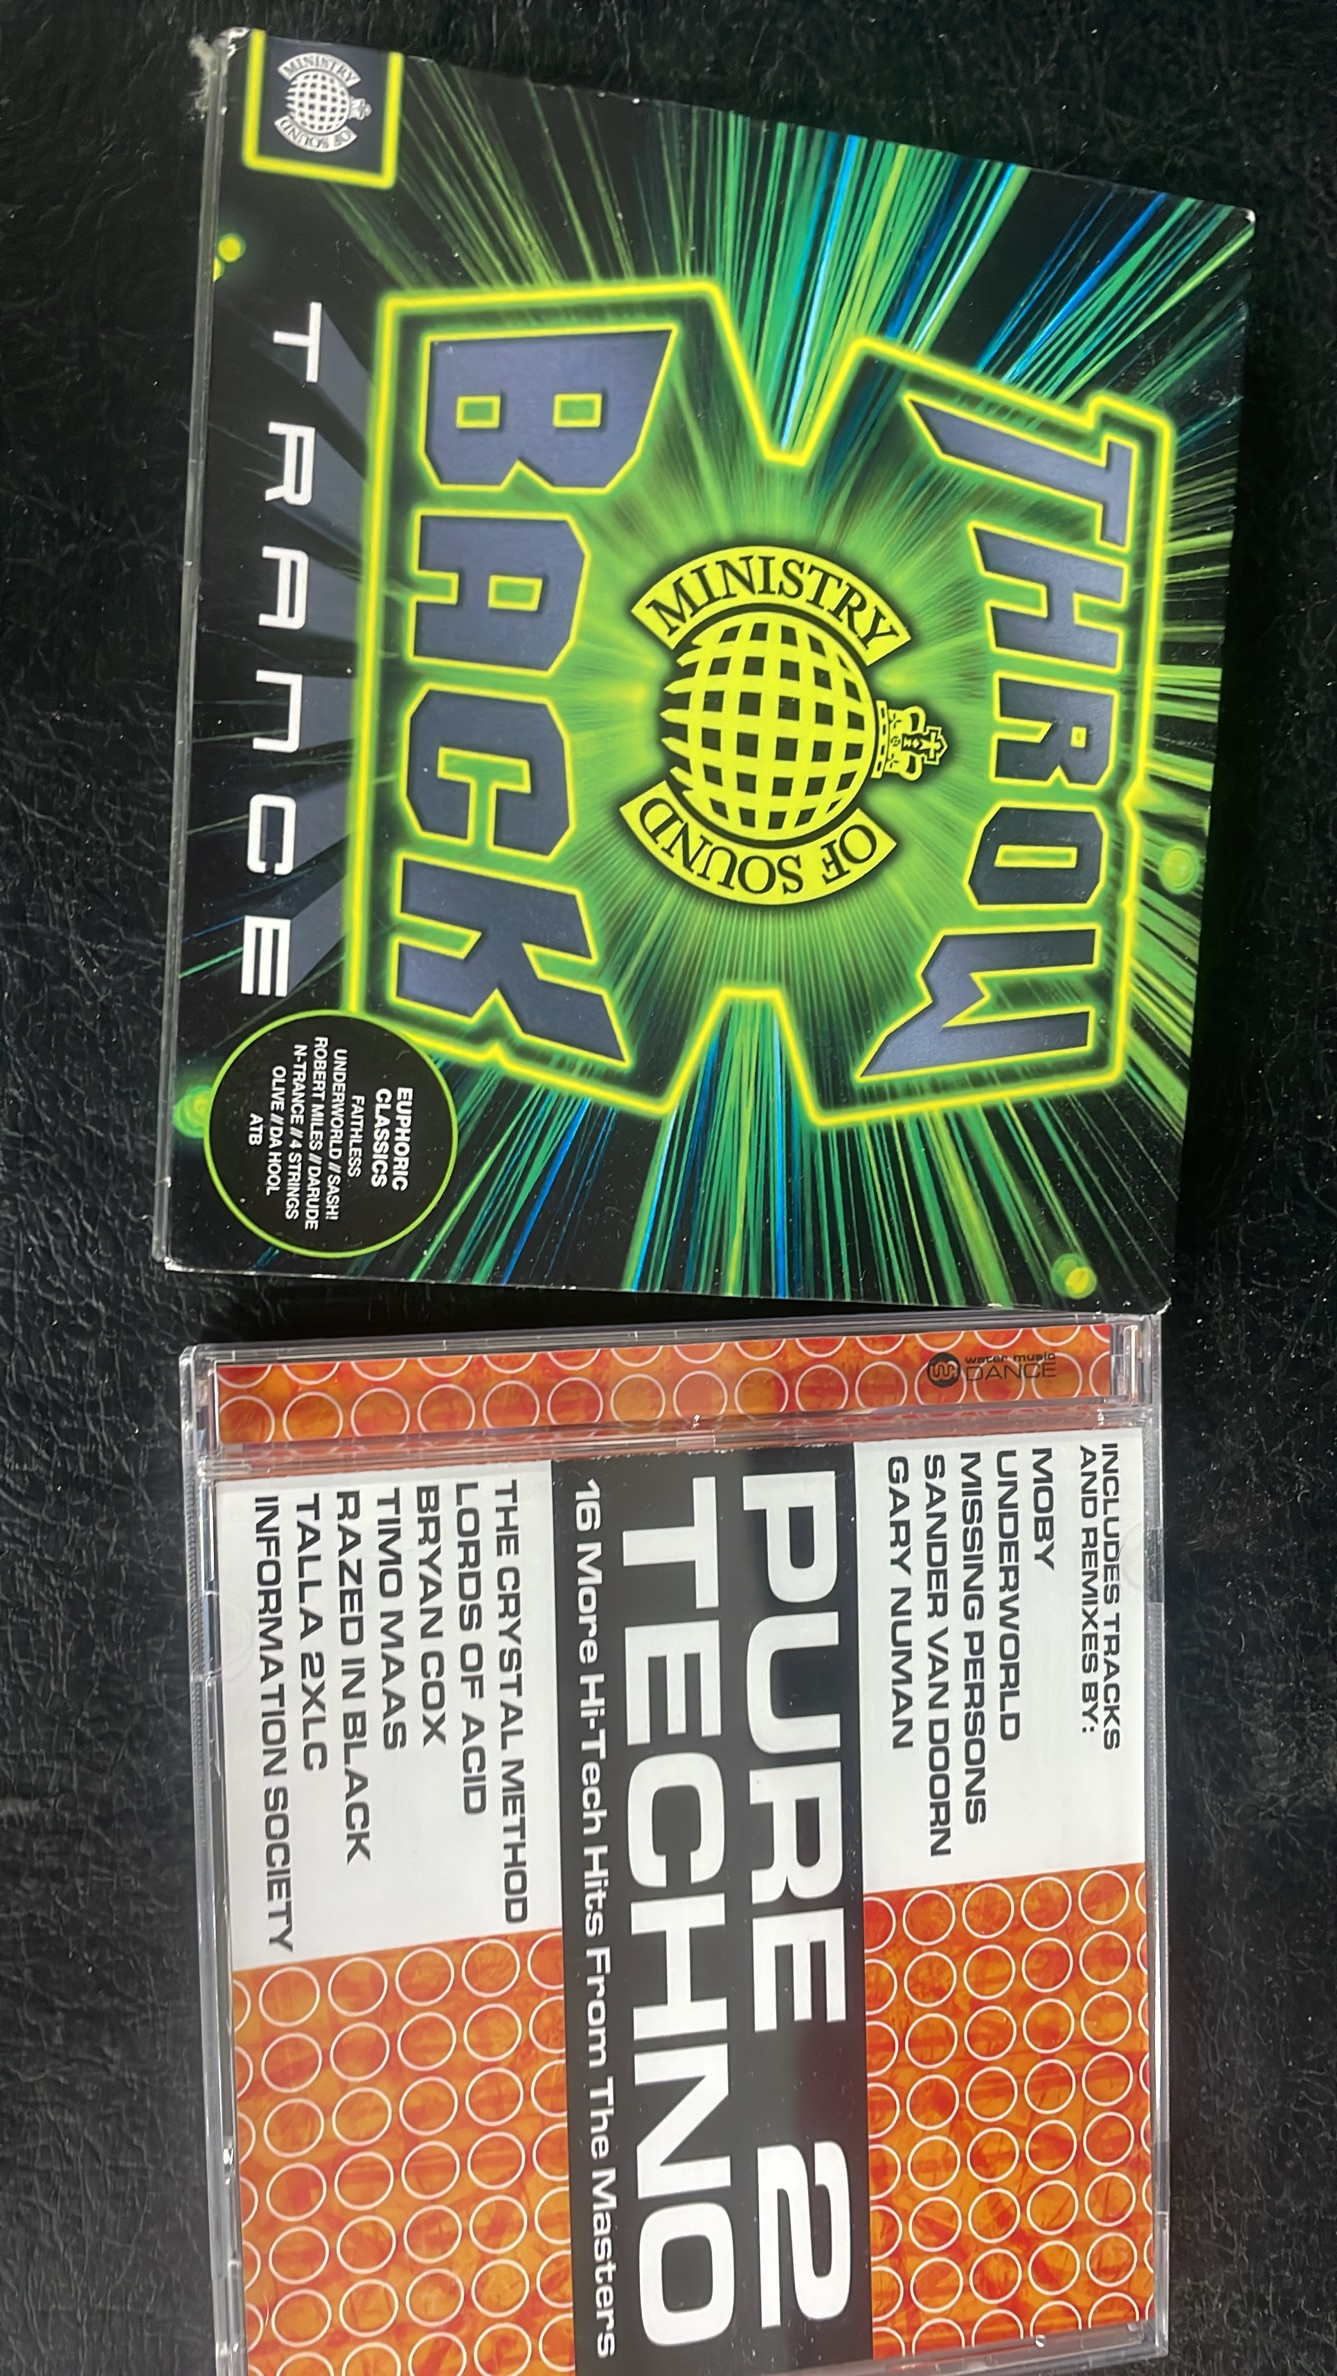 MINISTRY
OF SOUND
THROW
MINISTRY
OF SOUND
BACK
TRANCE
EUPHORIC
CLASSICS
FAITHLESS
UNDERWORLD // SASH!
ROBERT MILES // DARUDE
N-TRANCE // 4 STRINGS
OLIVE // DA HOOL
ATB
water music
DANCE
INCLUDES TRACKS
AND REMIXES BY:
MOBY
UNDERWORLD
MISSING PERSONS
SANDER VAN DOORN
GARY NUMAN
PURE 2
TECHNO
16 More Hi-Tech Hits From The Masters
THE CRYSTAL METHOD
LORDS OF ACID
BRYAN COX
TIMO MAAS
RAZED IN BLACK
TALLA 2XLC
INFORMATION SOCIETY